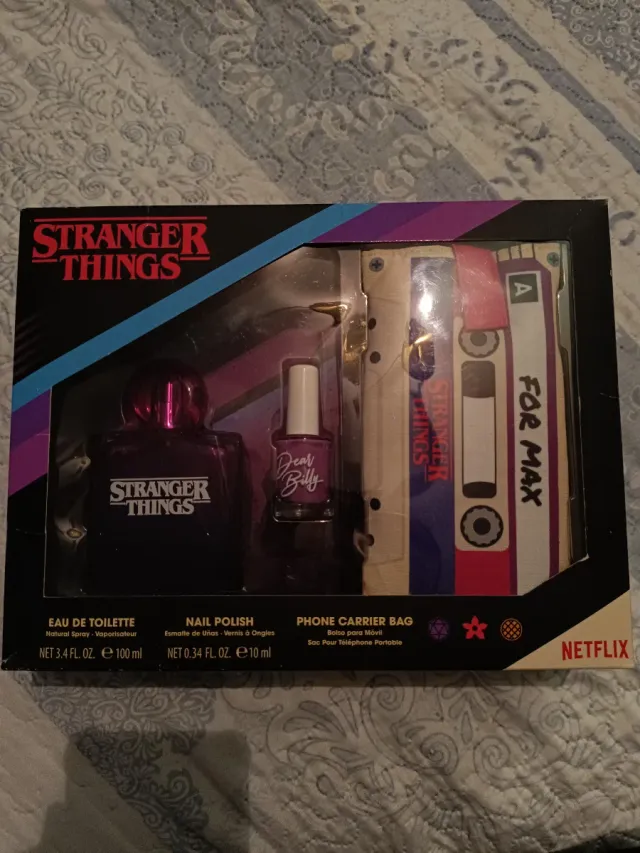 STRANGER
THINGS
A
FOR MAX
STRANGER
THINGS
Dear
Billy
STRANGER
THINGS
EAU DE TOILETTE
Natural Spray - Vaporisateur
NET 3.4 FL. OZ. ℮ 100 ml
NAIL POLISH
Esmalte de Uñas - Vernis à Ongles
NET 0.34 FL. OZ. ℮ 10 ml
PHONE CARRIER BAG
Bolso para Móvil
Sac Pour Téléphone Portable
NETFLIX